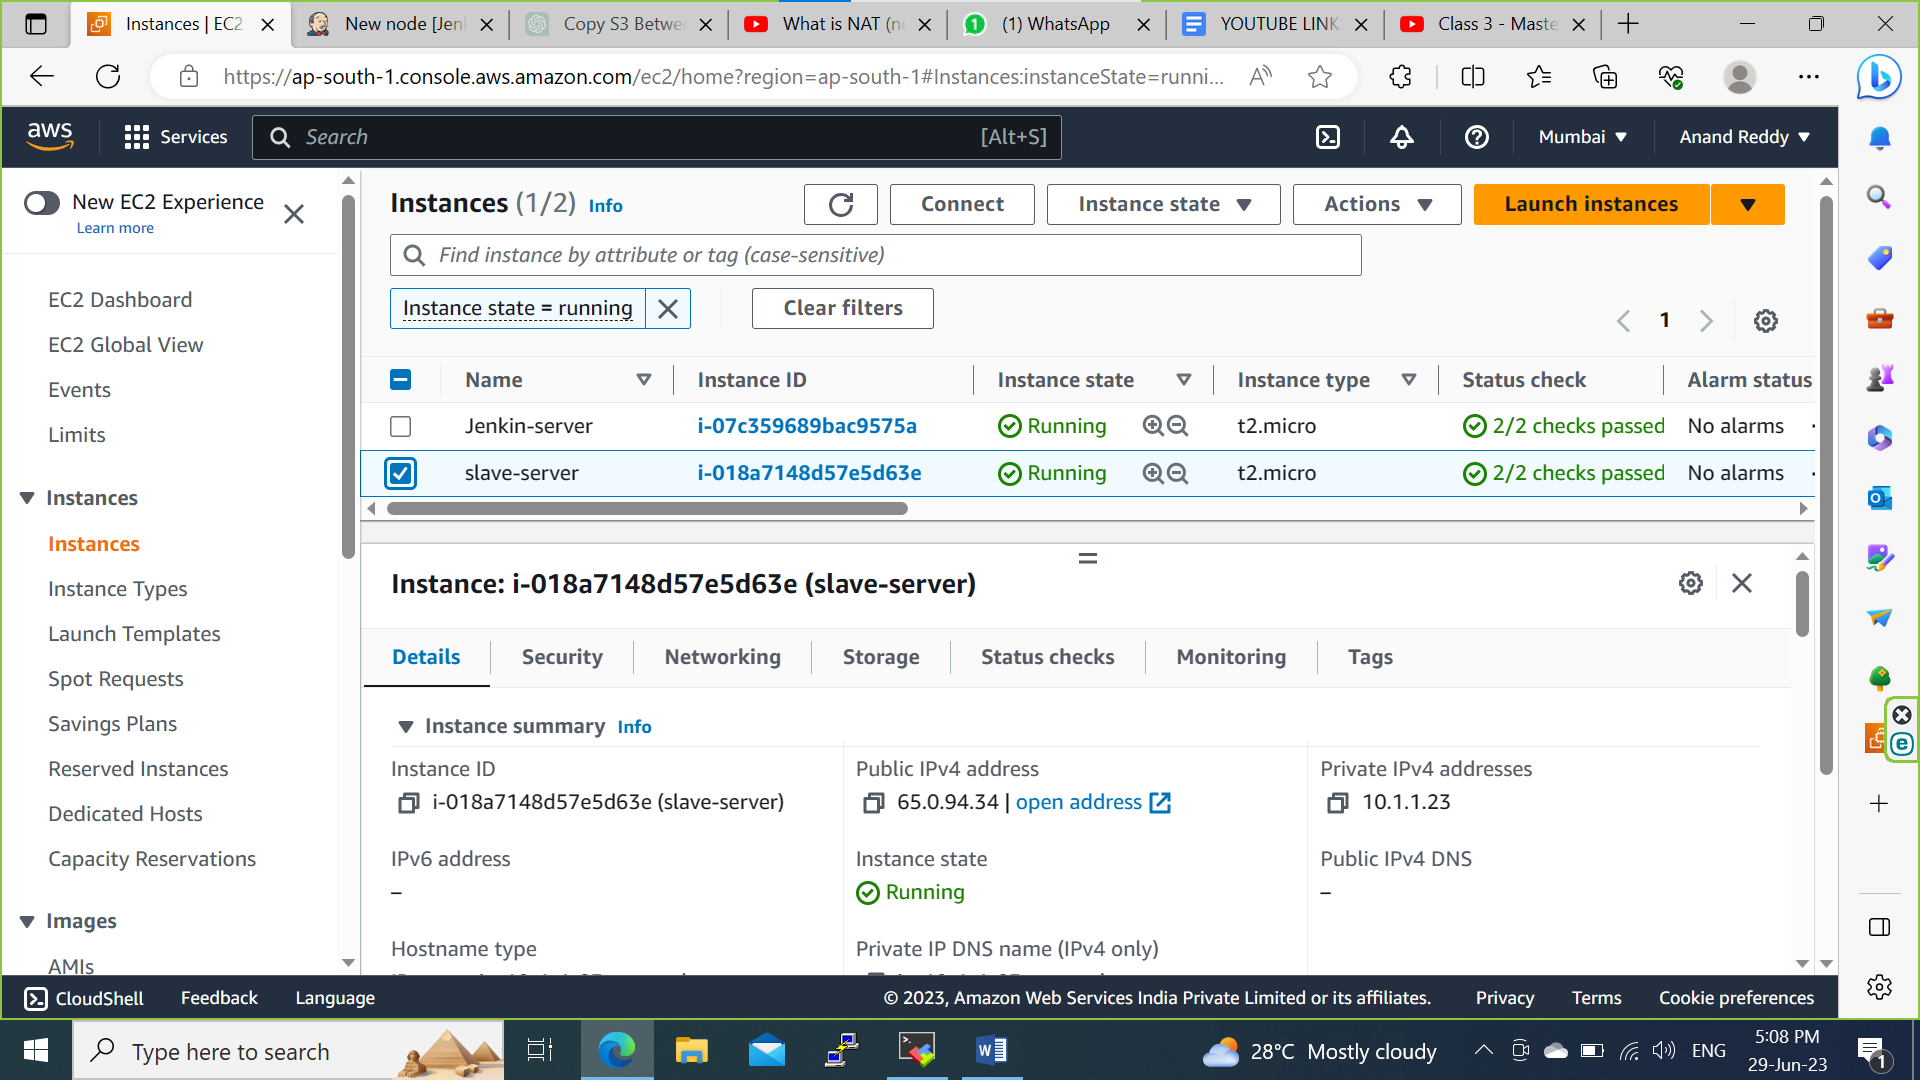 Instances | EC2
New node [Jenk
Copy S3 Betwe
What is NAT (n
(1) WhatsApp
YOUTUBE LINK
Class 3 - Maste
https://ap-south-1.console.aws.amazon.com/ec2/home?region=ap-south-1#Instances:instanceState=runni...
aws
Services
Search
[Alt+S]
Mumbai
Anand Reddy
New EC2 Experience
Learn more
EC2 Dashboard
EC2 Global View
Events
Limits
Instances
Instances
Instance Types
Launch Templates
Spot Requests
Savings Plans
Reserved Instances
Dedicated Hosts
Capacity Reservations
Images
AMIs
Instances (1/2) Info
Connect
Instance state
Actions
Launch instances
Find instance by attribute or tag (case-sensitive)
Instance state = running
Clear filters
1
Name Instance ID Instance state Instance type Status check Alarm status
Jenkin-server i-07c359689bac9575a Running t2.micro 2/2 checks passed No alarms
slave-server i-018a7148d57e5d63e Running t2.micro 2/2 checks passed No alarms
Instance: i-018a7148d57e5d63e (slave-server)
Details Security Networking Storage Status checks Monitoring Tags
Instance summary Info
Instance ID
i-018a7148d57e5d63e (slave-server)
Public IPv4 address
65.0.94.34 | open address
Private IPv4 addresses
10.1.1.23
IPv6 address
–
Instance state
Running
Public IPv4 DNS
–
Hostname type
Private IP DNS name (IPv4 only)
CloudShell Feedback Language
© 2023, Amazon Web Services India Private Limited or its affiliates. Privacy Terms Cookie preferences
Type here to search
28°C Mostly cloudy
ENG
5:08 PM
29-Jun-23
1